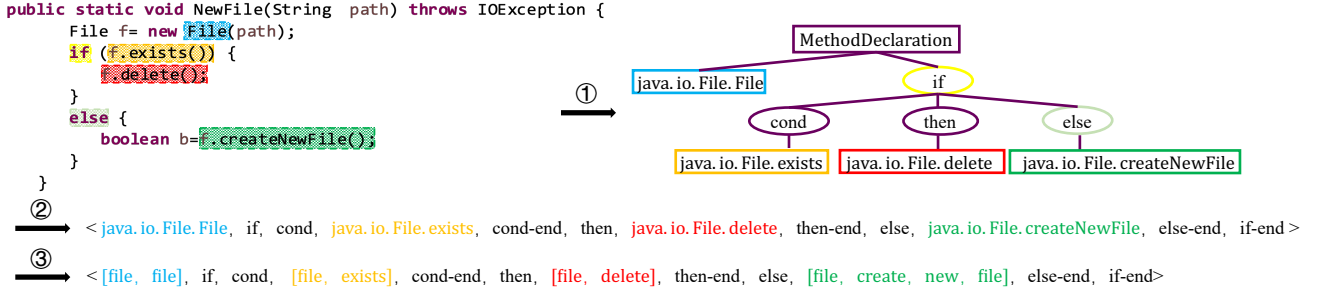 public static void NewFile(String path) throws IOException {
File f= new File(path);
if (f.exists()) {
f.delete();
}
else {
boolean b=f.createNewFile();
}
}
①
MethodDeclaration
java.io.File.File
if
cond
then
else
java.io.File.exists
java.io.File.delete
java.io.File.createNewFile
② < java.io.File.File, if, cond, java.io.File.exists, cond-end, then, java.io.File.delete, then-end, else, java.io.File.createNewFile, else-end, if-end >
③ < [file, file], if, cond, [file, exists], cond-end, then, [file, delete], then-end, else, [file, create, new, file], else-end, if-end>